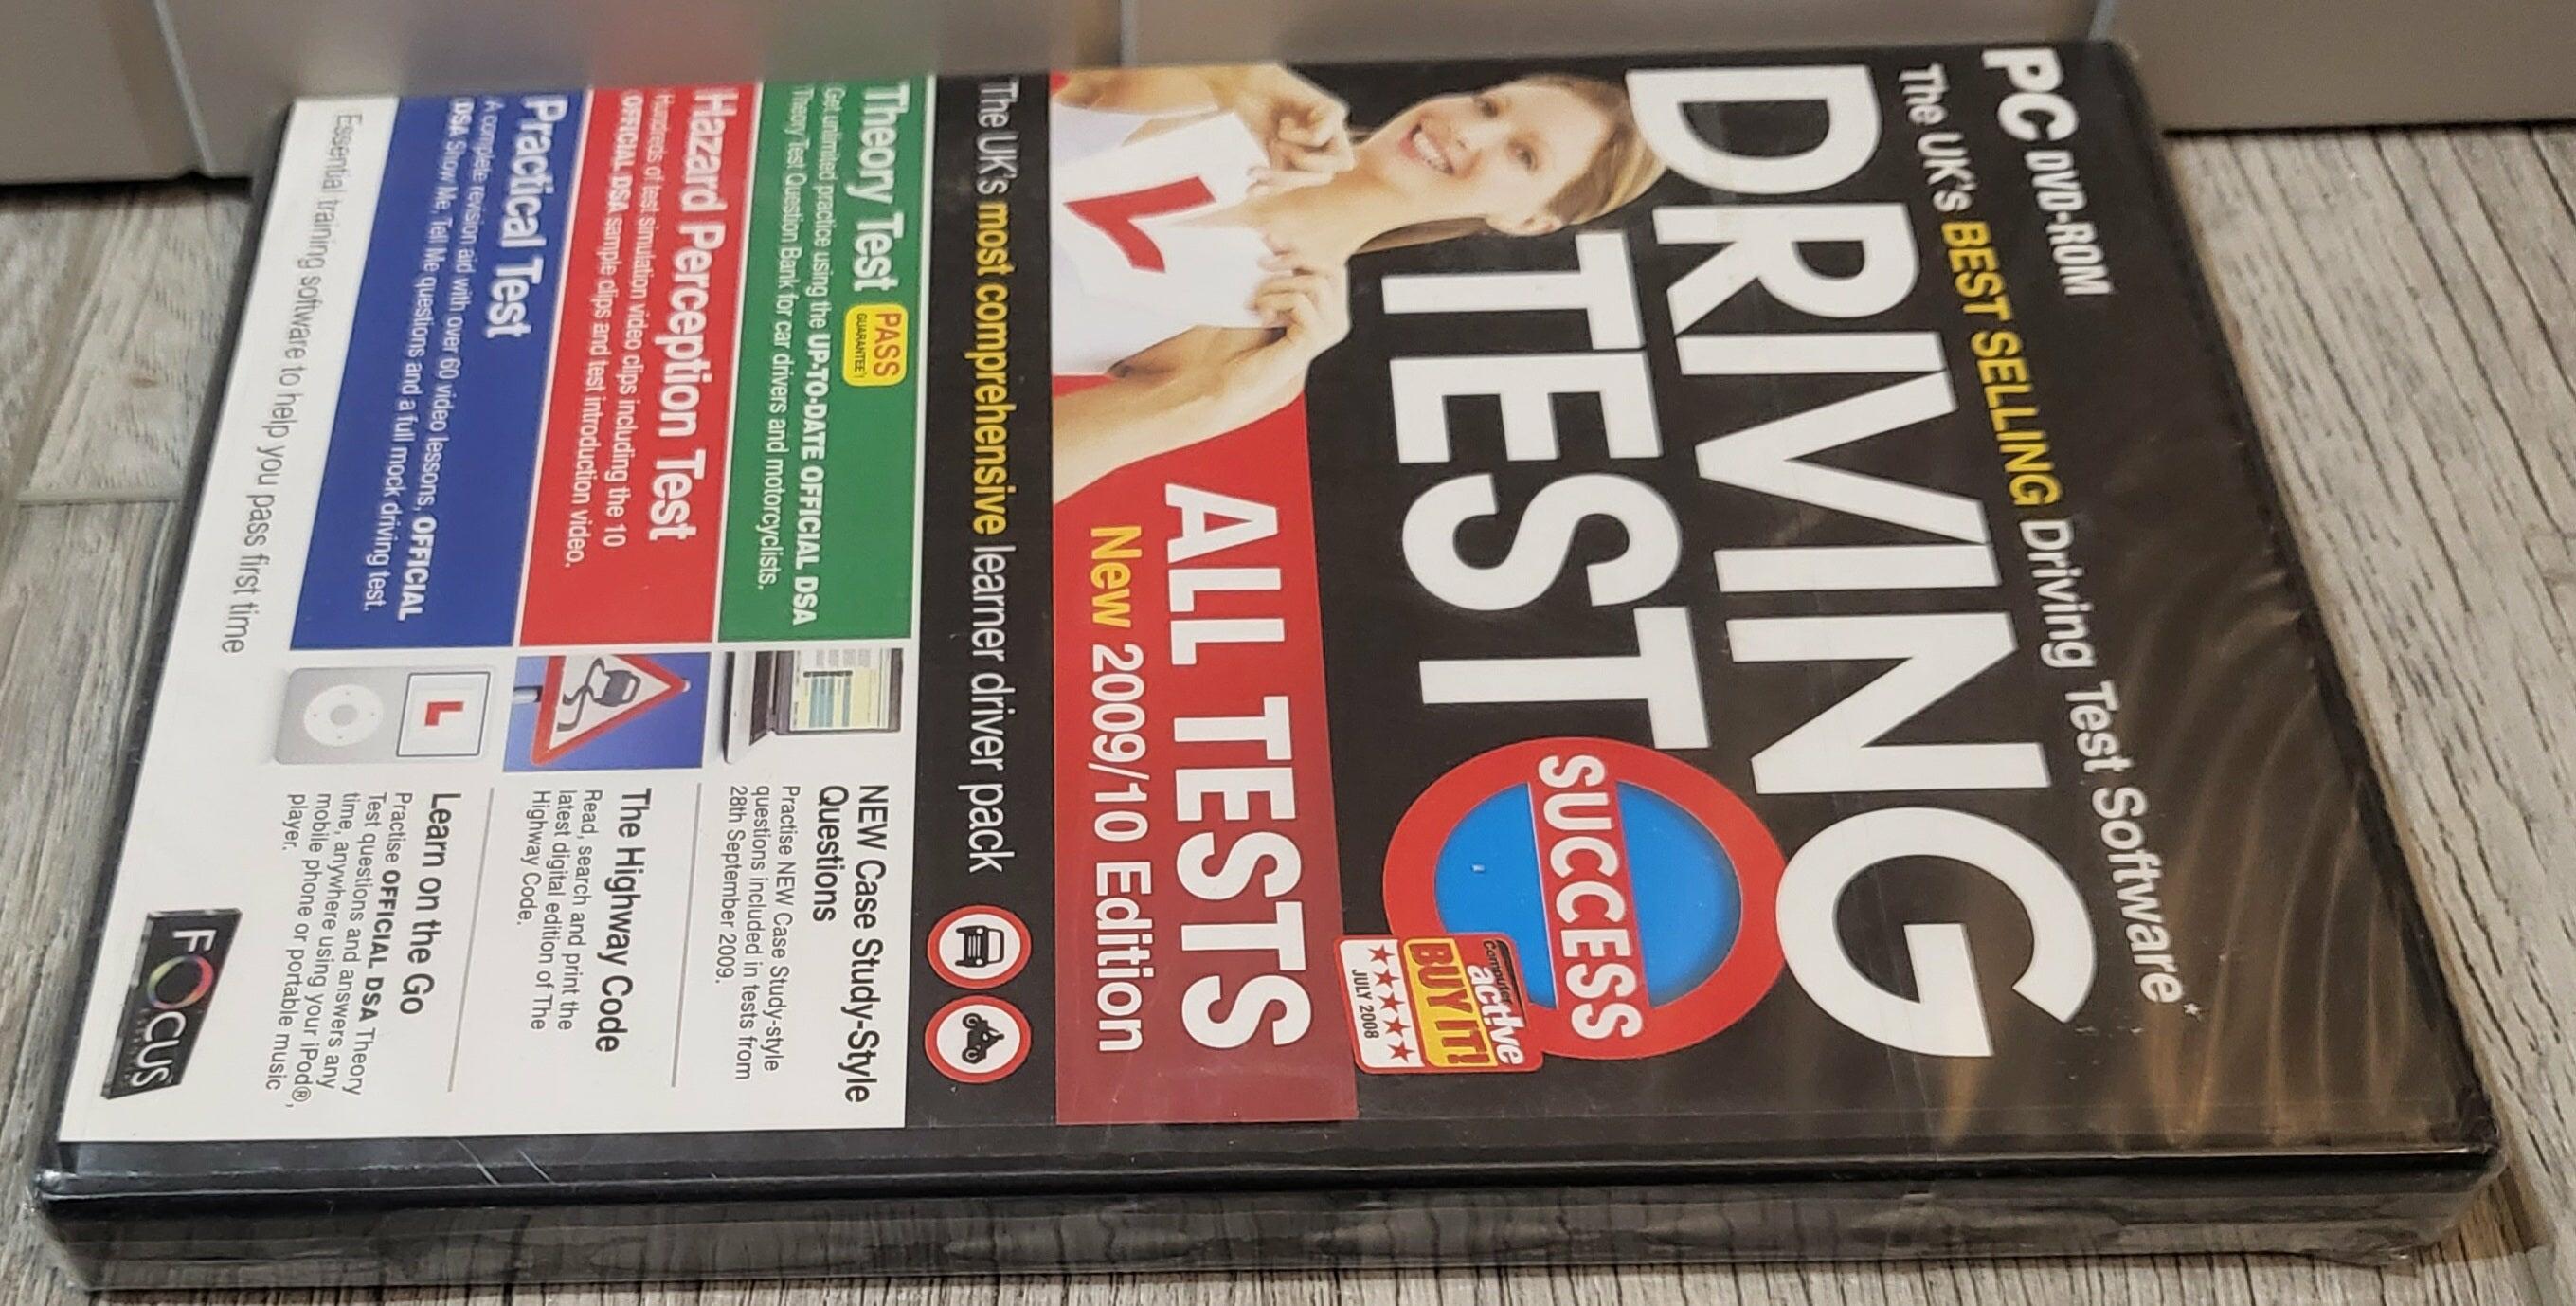 PC DVD-ROM
The UK's BEST SELLING Driving Test Software*
DRIVING
TEST
SUCCESS
Computer
active
BUY IT!
★★★★★
JULY 2008
L
ALL TESTS
New 2009/10 Edition
The UK's most comprehensive learner driver pack
Theory Test PASS
GUARANTEE†
Get unlimited practice using the UP-TO-DATE OFFICIAL DSA
Theory Test Question Bank for car drivers and motorcyclists.
Hazard Perception Test
Hundreds of test simulation video clips including the 10
OFFICIAL DSA sample clips and test introduction video.
Practical Test
A complete revision aid with over 60 video lessons, OFFICIAL
DSA Show Me, Tell Me questions and a full mock driving test.
NEW Case Study-Style
Questions
Practise NEW Case Study-style
questions included in tests from
28th September 2009.
The Highway Code
Read, search and print the
latest digital edition of The
Highway Code.
L
Learn on the Go
Practise OFFICIAL DSA Theory
Test questions and answers any
time, anywhere using your iPod®,
mobile phone or portable music
player.
Essential training software to help you pass first time
FOCUS